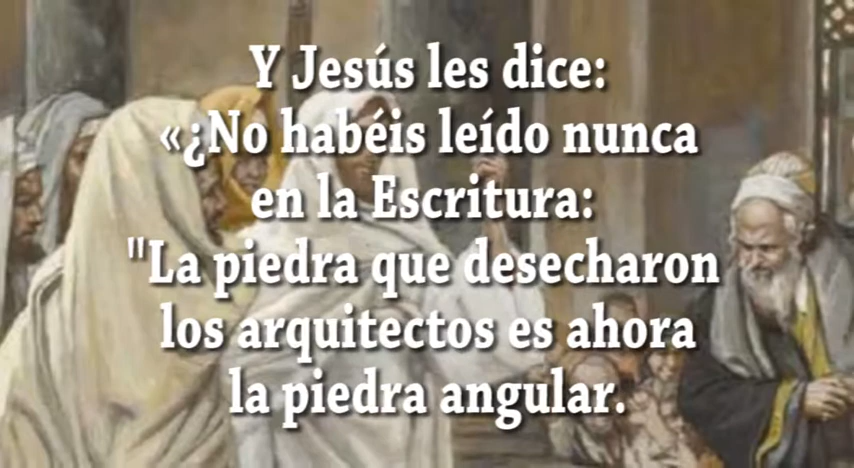 Y Jesús les dice:
«¿No habéis leído nunca
en la Escritura:
"La piedra que desecharon
los arquitectos es ahora
la piedra angular.